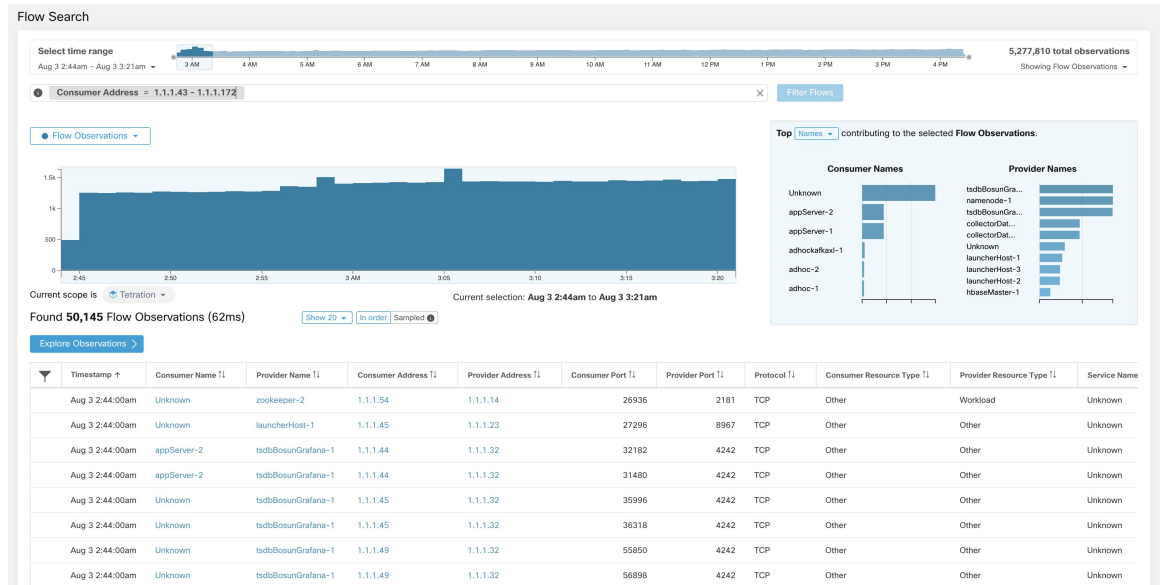 Flow Search
Select time range
Aug 3 2:44am - Aug 3 3:21am
3 AM 4 AM 5 AM 6 AM 7 AM 8 AM 9 AM 10 AM 11 AM 12 PM 1 PM 2 PM 3 PM 4 PM
5,277,810 total observations
Showing Flow Observations
Consumer Address = 1.1.1.43 - 1.1.1.172
Filter Flows
Flow Observations
1.5k
1k
500
0
2:45 2:50 2:55 3 AM 3:05 3:10 3:15 3:20
Top Names contributing to the selected Flow Observations.
Consumer Names
Unknown
appServer-2
appServer-1
adhockafkaxl-1
adhoc-2
adhoc-1
Provider Names
tsdbBosunGra...
namenode-1
tsdbBosunGra...
collectorDat...
collectorDat...
Unknown
launcherHost-1
launcherHost-3
launcherHost-2
hbaseMaster-1
Current scope is Tetration
Current selection: Aug 3 2:44am to Aug 3 3:21am
Found 50,145 Flow Observations (62ms)
Show 20 In order Sampled
Explore Observations
Timestamp Consumer Name Provider Name Consumer Address Provider Address Consumer Port Provider Port Protocol Consumer Resource Type Provider Resource Type Service Name
Aug 3 2:44:00am Unknown zookeeper-2 1.1.1.54 1.1.1.14 26936 2181 TCP Other Workload Unknown
Aug 3 2:44:00am Unknown launcherHost-1 1.1.1.45 1.1.1.23 27296 8967 TCP Other Other Unknown
Aug 3 2:44:00am appServer-2 tsdbBosunGrafana-1 1.1.1.44 1.1.1.32 32182 4242 TCP Other Other Unknown
Aug 3 2:44:00am appServer-2 tsdbBosunGrafana-1 1.1.1.44 1.1.1.32 31480 4242 TCP Other Other Unknown
Aug 3 2:44:00am Unknown tsdbBosunGrafana-1 1.1.1.45 1.1.1.32 35996 4242 TCP Other Other Unknown
Aug 3 2:44:00am Unknown tsdbBosunGrafana-1 1.1.1.45 1.1.1.32 36318 4242 TCP Other Other Unknown
Aug 3 2:44:00am Unknown tsdbBosunGrafana-1 1.1.1.49 1.1.1.32 55850 4242 TCP Other Other Unknown
Aug 3 2:44:00am Unknown tsdbBosunGrafana-1 1.1.1.49 1.1.1.32 56898 4242 TCP Other Other Unknown